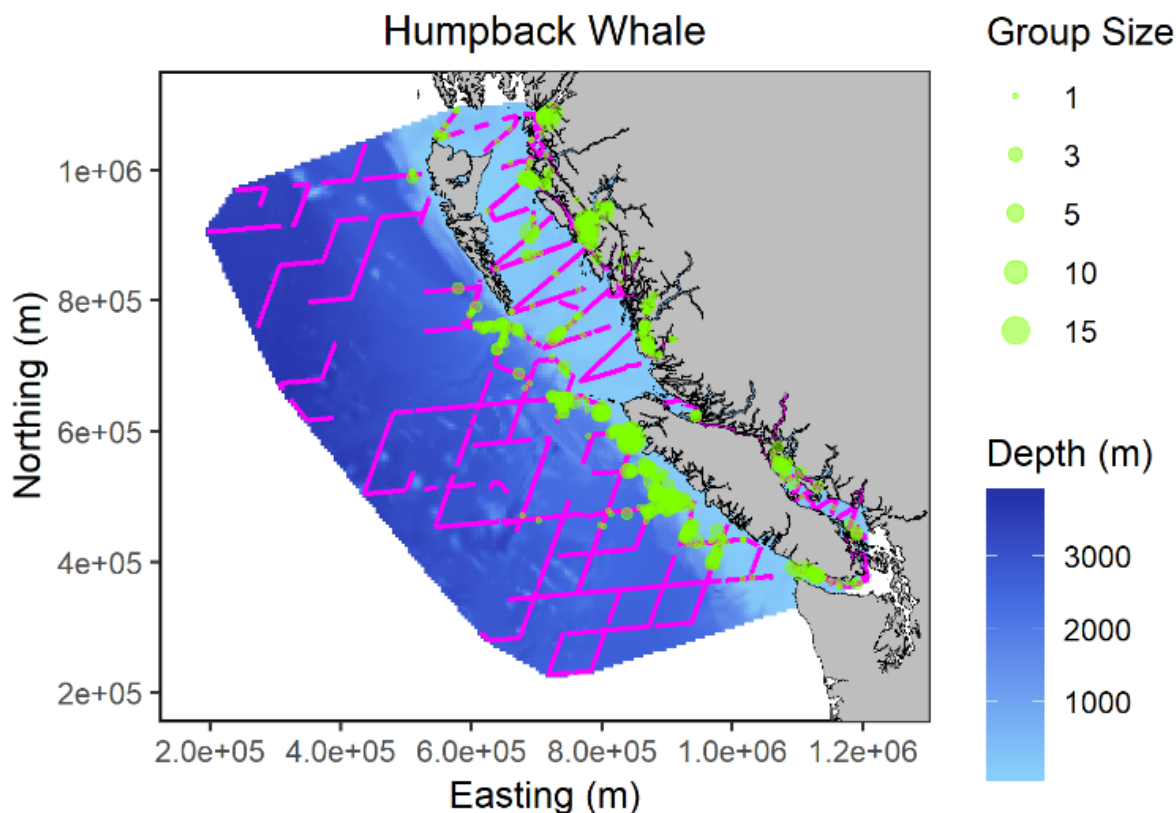 Humpback Whale
Northing (m)
1e+06
8e+05
6e+05
4e+05
2e+05
2.0e+05 4.0e+05 6.0e+05 8.0e+05 1.0e+06 1.2e+06
Easting (m)
Group Size
1
3
5
10
15
Depth (m)
3000
2000
1000